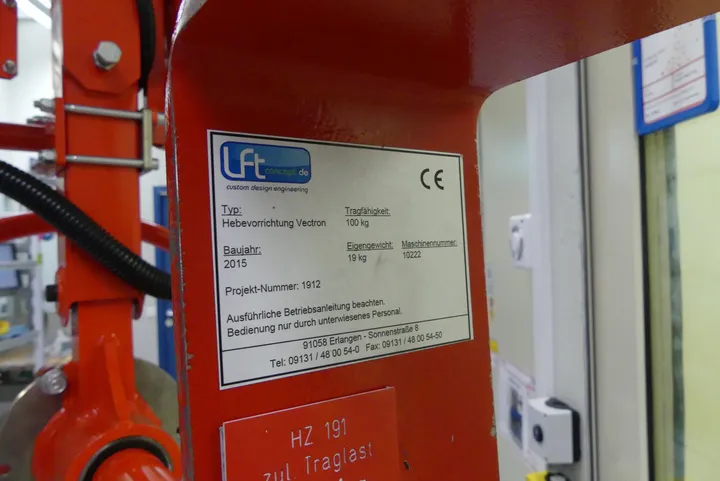 Lft
concept.de
custom design engineering
CE
Typ: Tragfähigkeit:
Hebevorrichtung Vectron 100 kg
Baujahr: Eigengewicht: Maschinennummer:
2015 19 kg 10222
Projekt-Nummer: 1912
Ausführliche Betriebsanleitung beachten.
Bedienung nur durch unterwiesenes Personal.
91058 Erlangen - Sonnenstraße 8
Tel: 09131 / 48 00 54-0 Fax: 09131 / 48 00 54-50
HZ 191
zul. Traglast